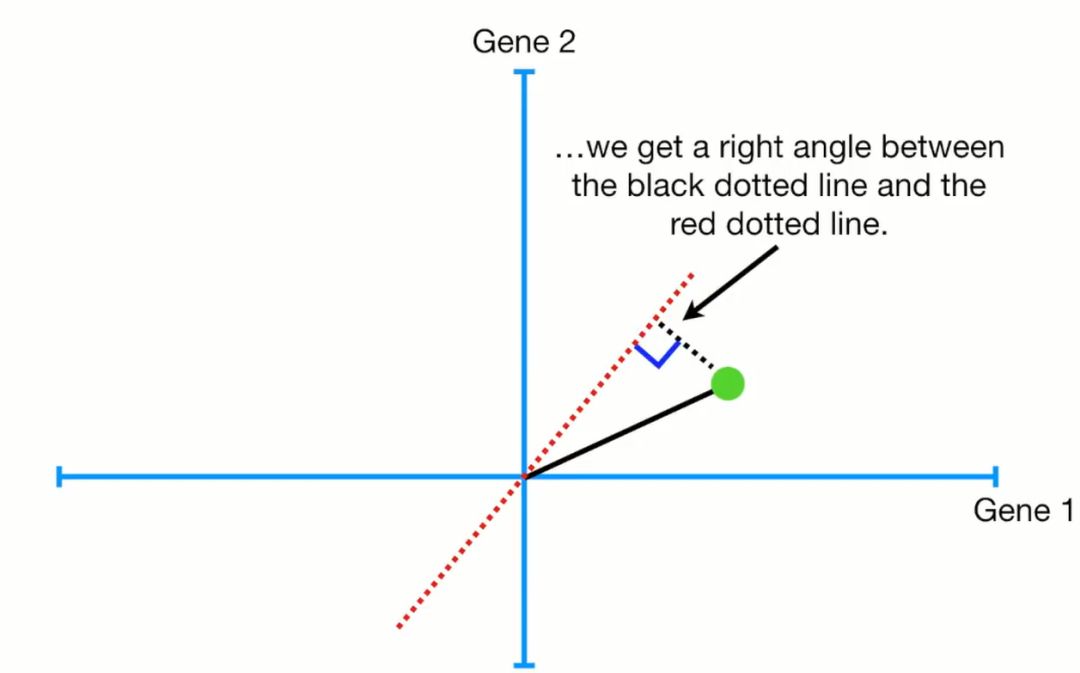 Gene 2
…we get a right angle between
the black dotted line and the
red dotted line.
Gene 1